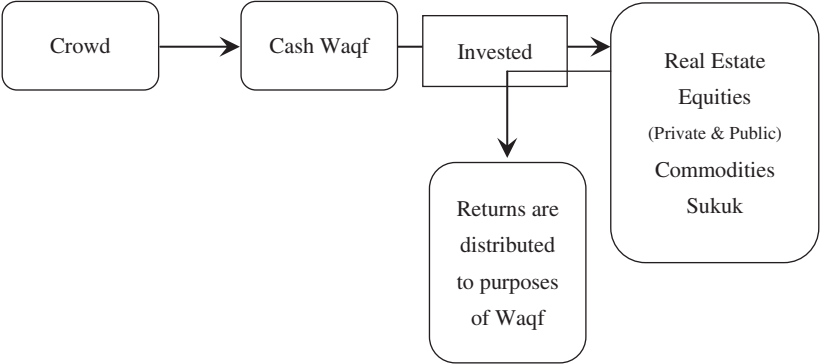 Crowd
Cash Waqf
Invested
Real Estate
Equities
(Private & Public)
Commodities
Sukuk
Returns are
distributed
to purposes
of Waqf